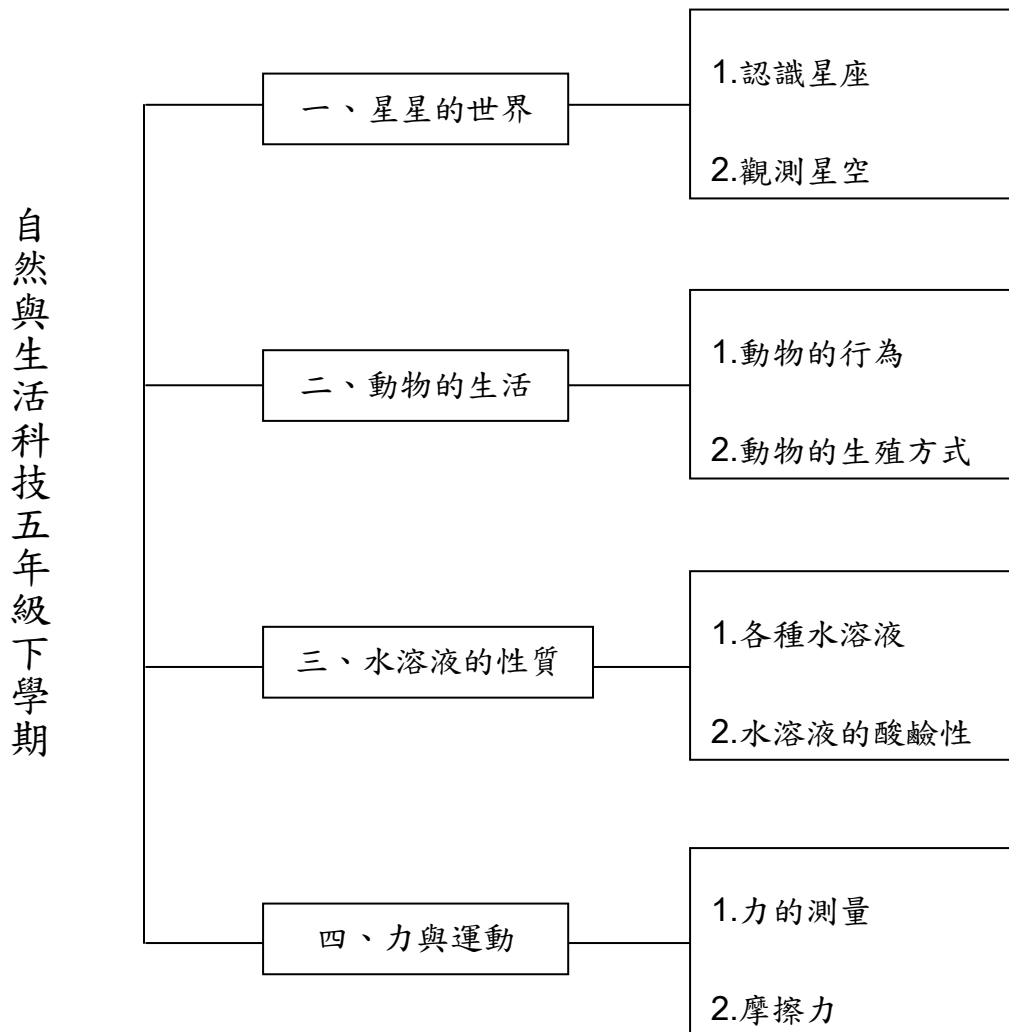 自然與生活科技五年級下學期
一、星星的世界
1.認識星座
2.觀測星空
二、動物的生活
1.動物的行為
2.動物的生殖方式
三、水溶液的性質
1.各種水溶液
2.水溶液的酸鹼性
四、力與運動
1.力的測量
2.摩擦力